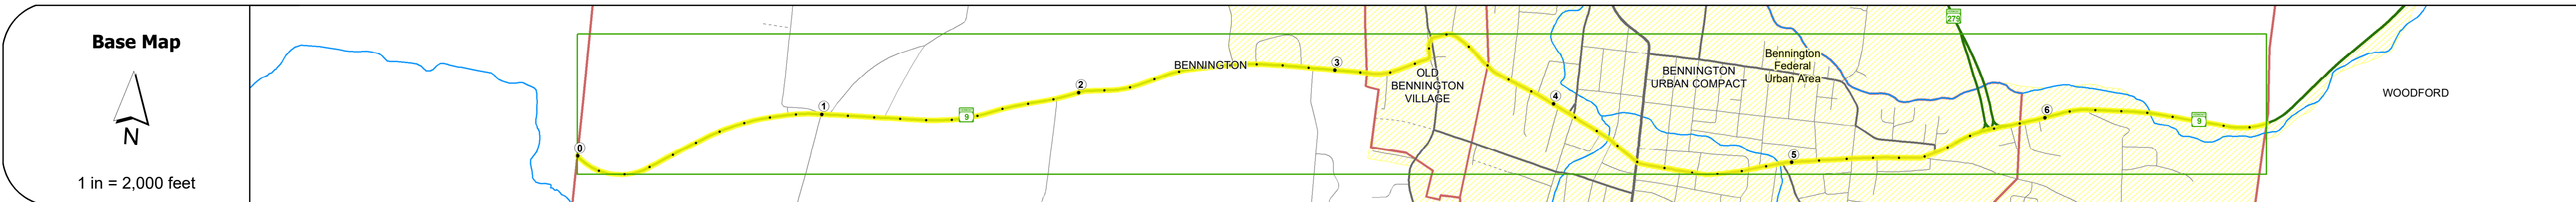 Base Map
N
1 in = 2,000 feet
0
1
9
2
BENNINGTON
3
OLD
BENNINGTON
VILLAGE
4
BENNINGTON
URBAN COMPACT
Bennington
Federal
Urban Area
5
279
6
9
WOODFORD